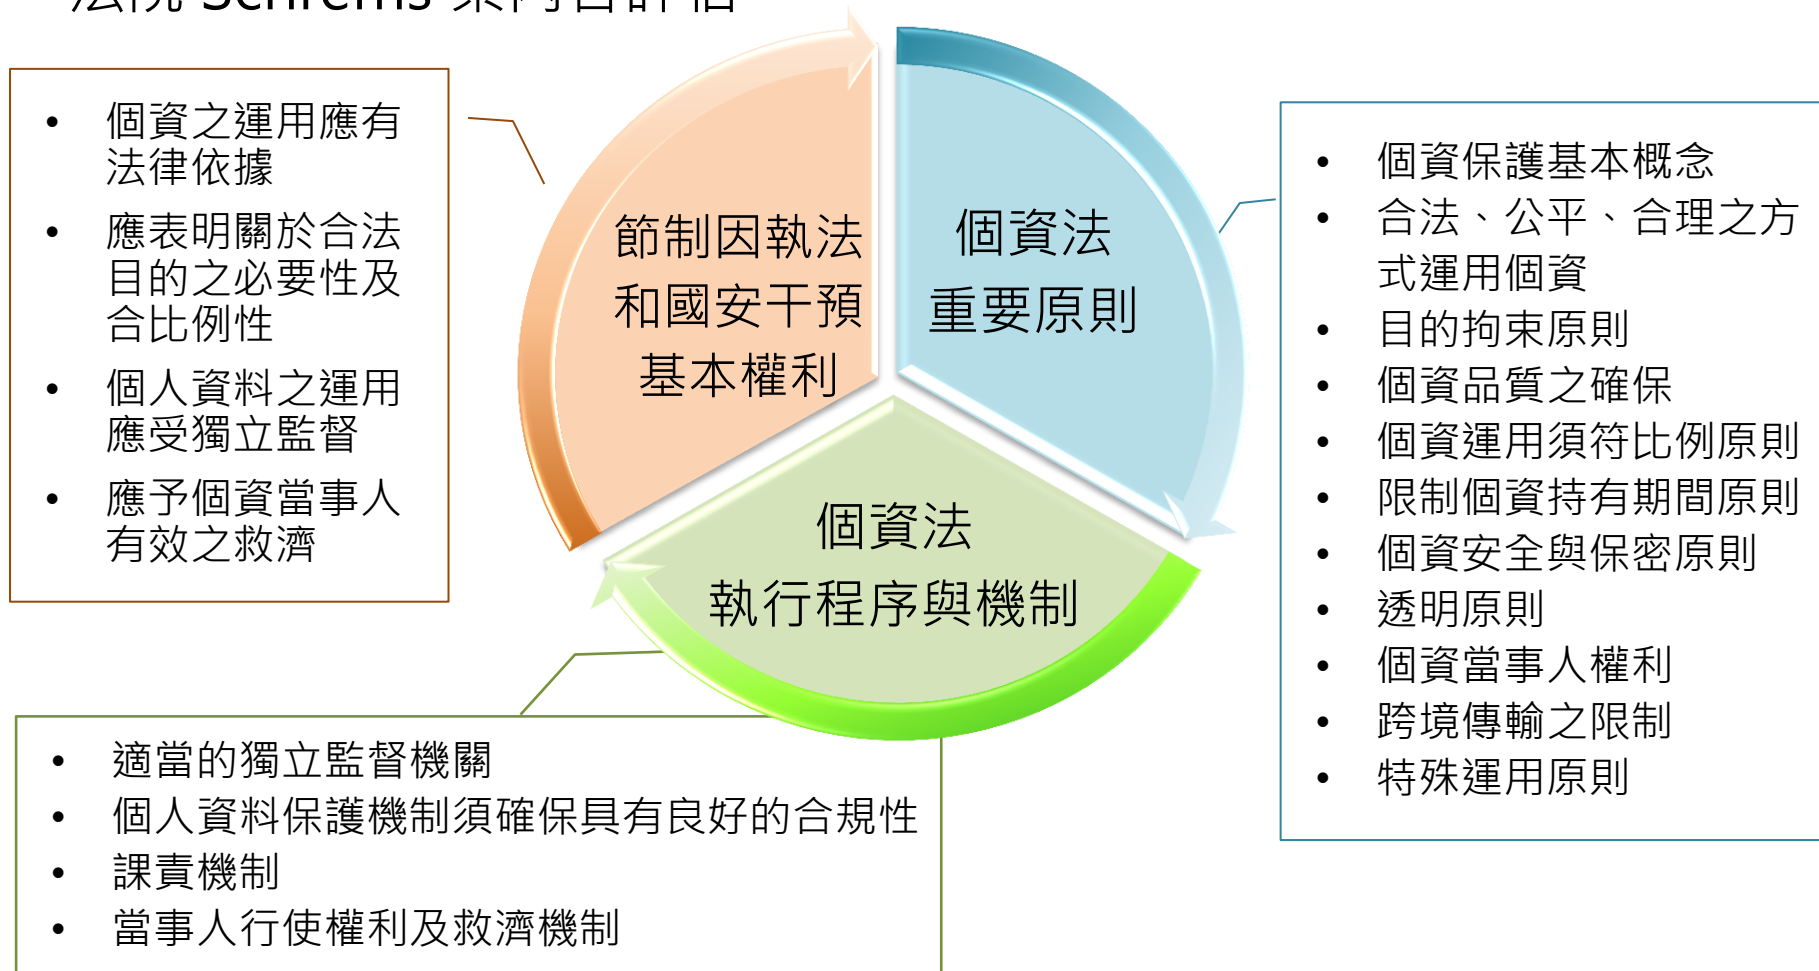 法院 Schrems 案內容評估
• 個資之運用應有
法律依據
• 應表明關於合法
目的之必要性及
合比例性
• 個人資料之運用
應受獨立監督
• 應予個資當事人
有效之救濟
節制因執法
和國安干預
基本權利
個資法
重要原則
個資法
執行程序與機制
• 個資保護基本概念
• 合法、公平、合理之方
式運用個資
• 目的拘束原則
• 個資品質之確保
• 個資運用須符比例原則
• 限制個資持有期間原則
• 個資安全與保密原則
• 透明原則
• 個資當事人權利
• 跨境傳輸之限制
• 特殊運用原則
• 適當的獨立監督機關
• 個人資料保護機制須確保具有良好的合規性
• 課責機制
• 當事人行使權利及救濟機制